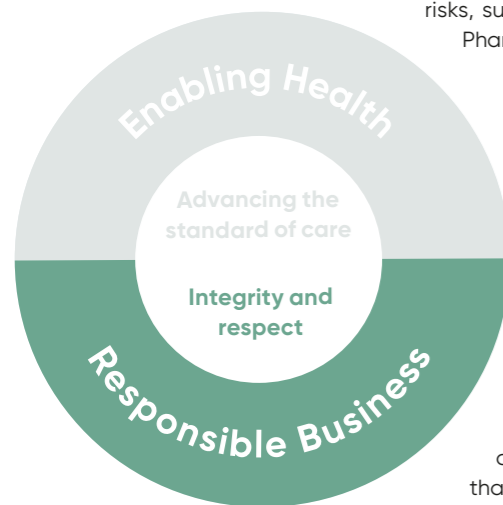 risks, su
Phar
Enabling Health
Advancing the
standard of care
Integrity and
respect
Responsible Business
tha